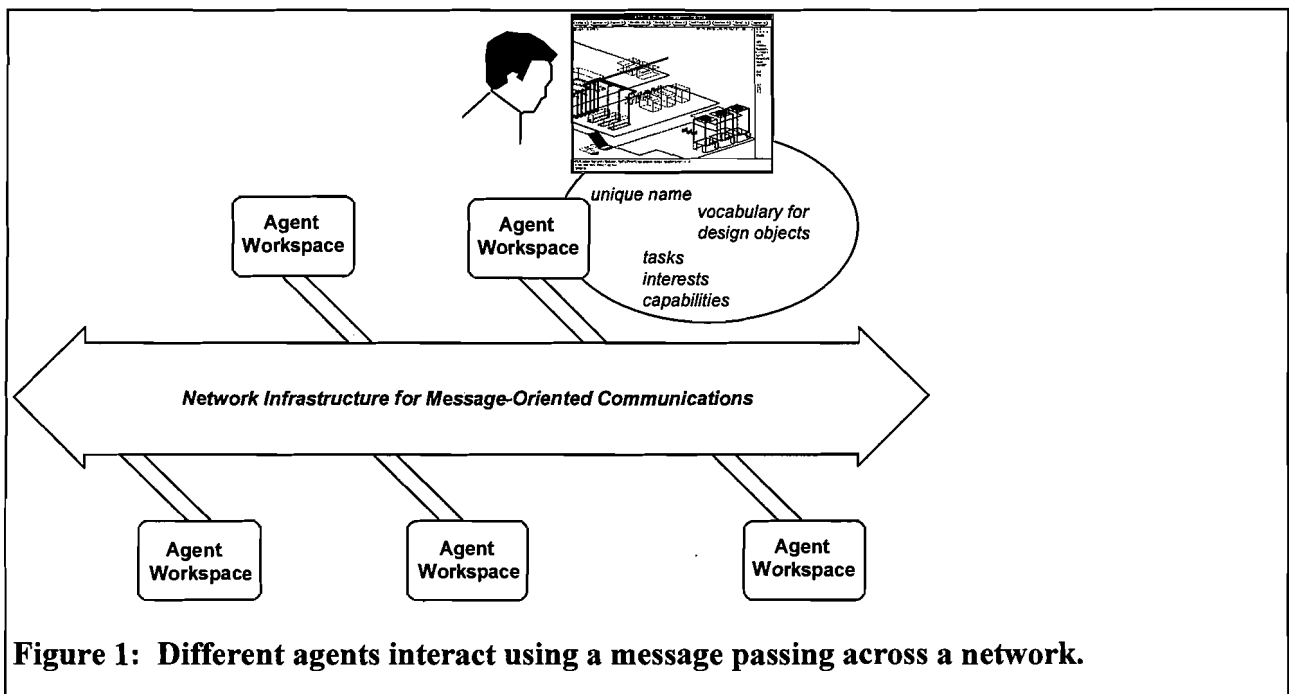 unique name
vocabulary for
design objects
tasks
interests
capabilities
Agent
Workspace
Agent
Workspace
Network Infrastructure for Message-Oriented Communications
Agent
Workspace
Agent
Workspace
Agent
Workspace
Figure 1: Different agents interact using a message passing across a network.